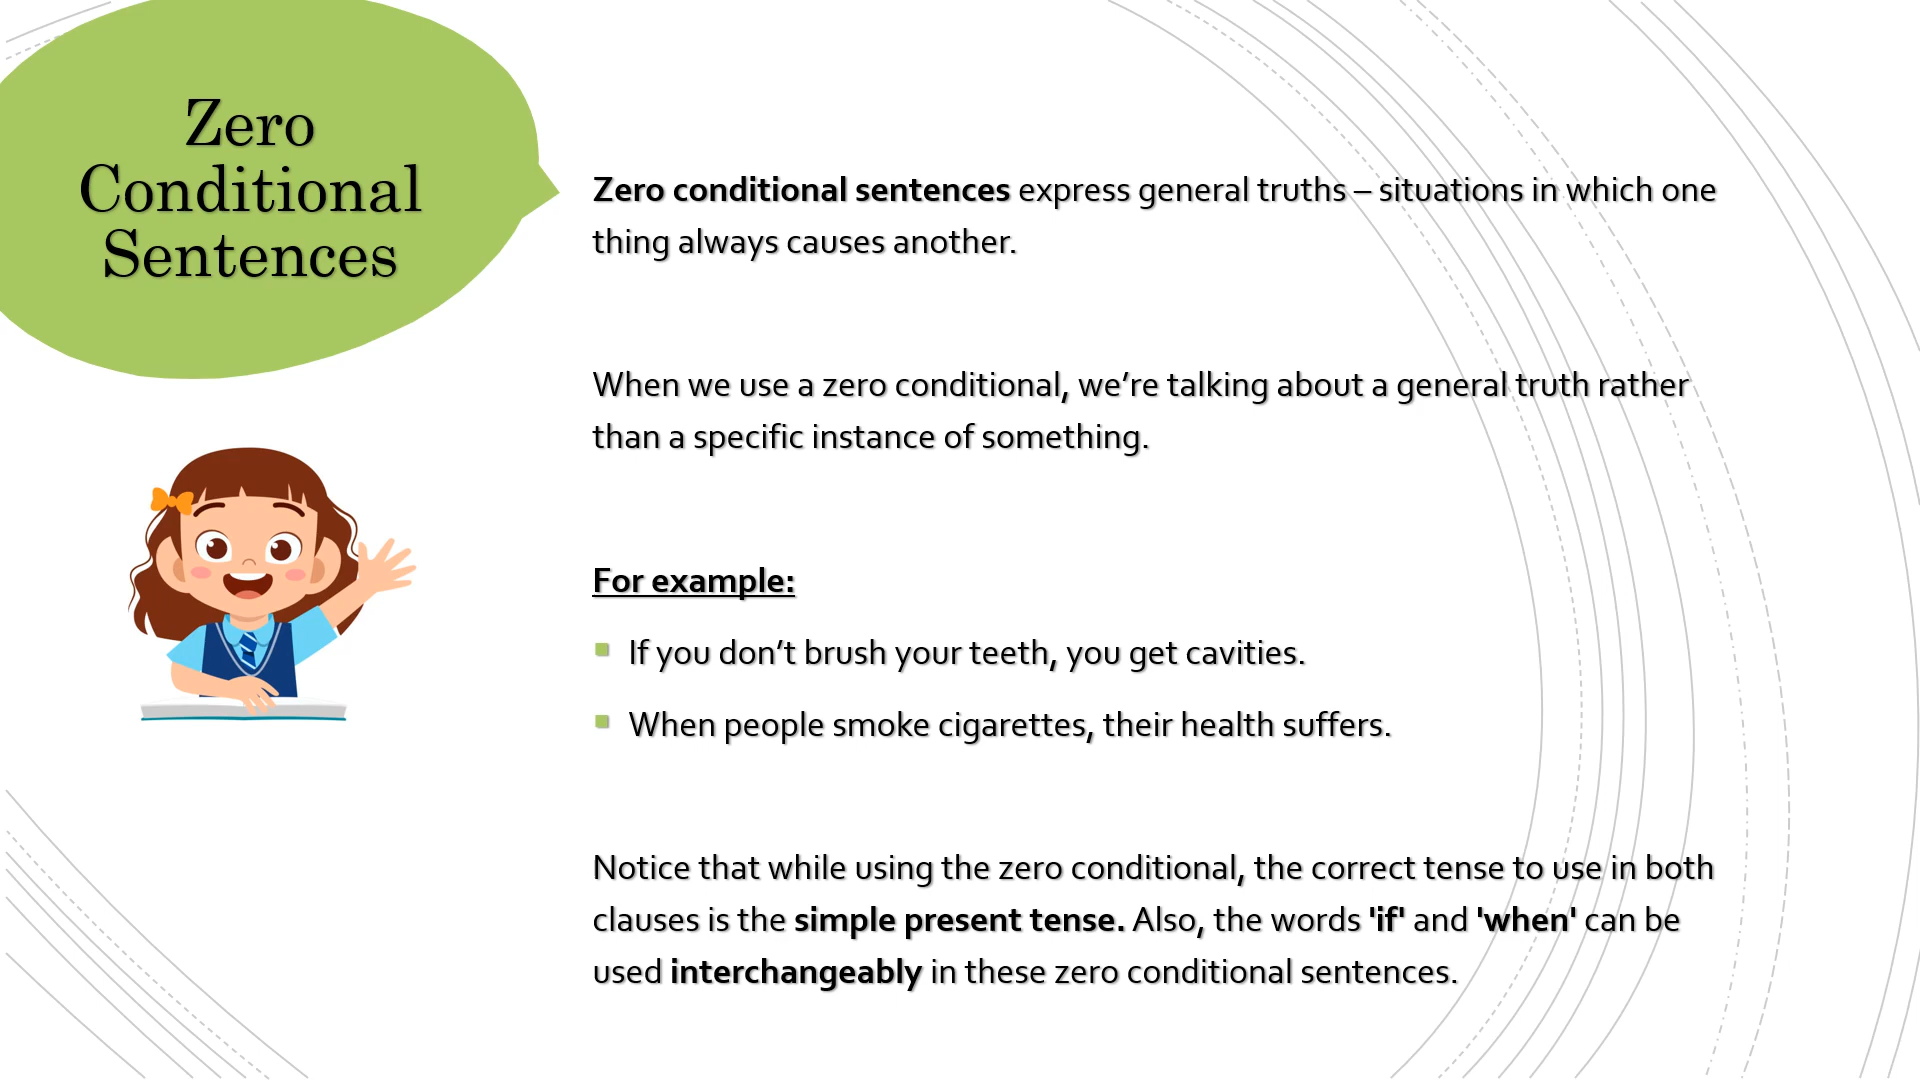 Zero
Conditional
Sentences
Zero conditional sentences express general truths – situations in which one
thing always causes another.
When we use a zero conditional, we’re talking about a general truth rather
than a specific instance of something.
For example:
If you don’t brush your teeth, you get cavities.
When people smoke cigarettes, their health suffers.
Notice that while using the zero conditional, the correct tense to use in both
clauses is the simple present tense. Also, the words 'if' and 'when' can be
used interchangeably in these zero conditional sentences.